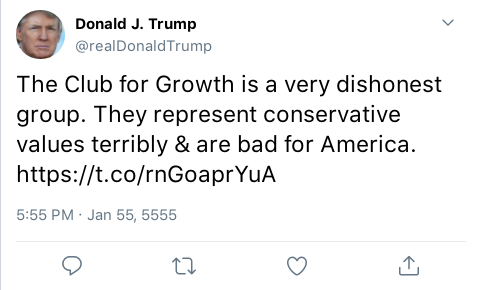 Donald J. Trump
@realDonaldTrump
The Club for Growth is a very dishonest
group. They represent conservative
values terribly & are bad for America.
https://t.co/rnGoaprYuA
5:55 PM · Jan 55, 5555